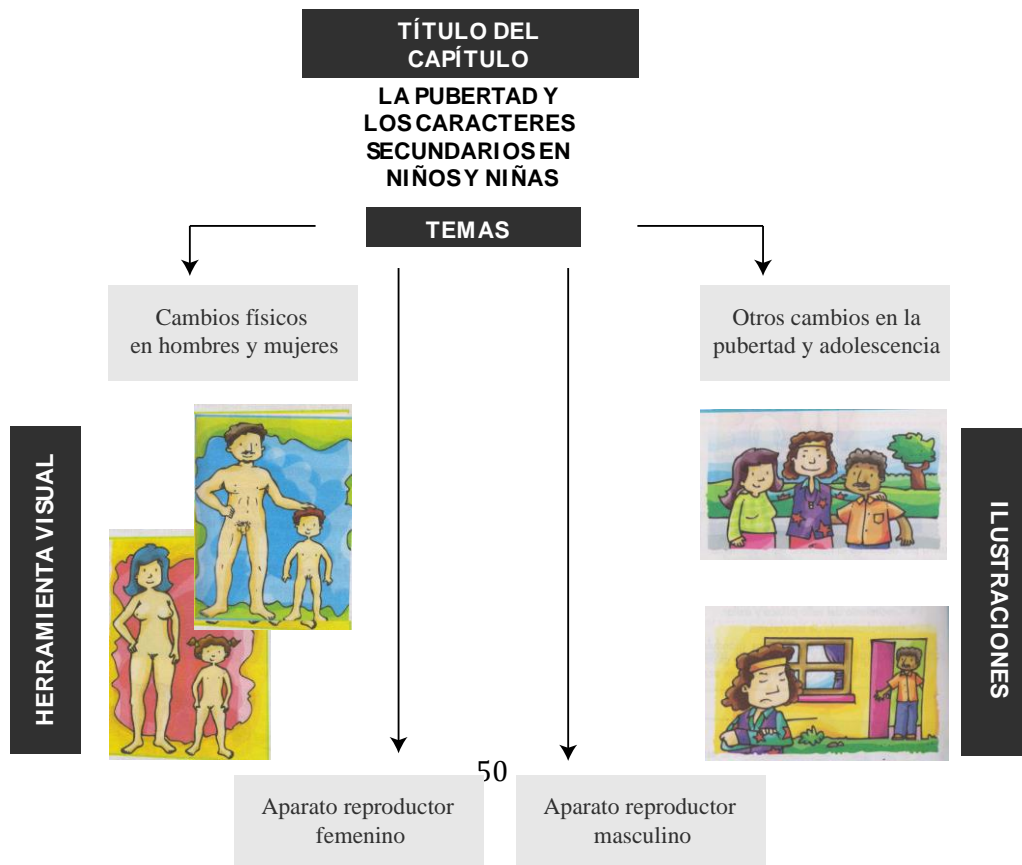 TÍTULO DEL
CAPÍTULO
LA PUBERTAD Y
LOS CARACTERES
SECUNDARIOS EN
NIÑOS Y NIÑAS
TEMAS
Cambios físicos
en hombres y mujeres
Otros cambios en la
pubertad y adolescencia
HERRAMIENTA VISUAL
ILUSTRACIONES
50
Aparato reproductor
femenino
Aparato reproductor
masculino